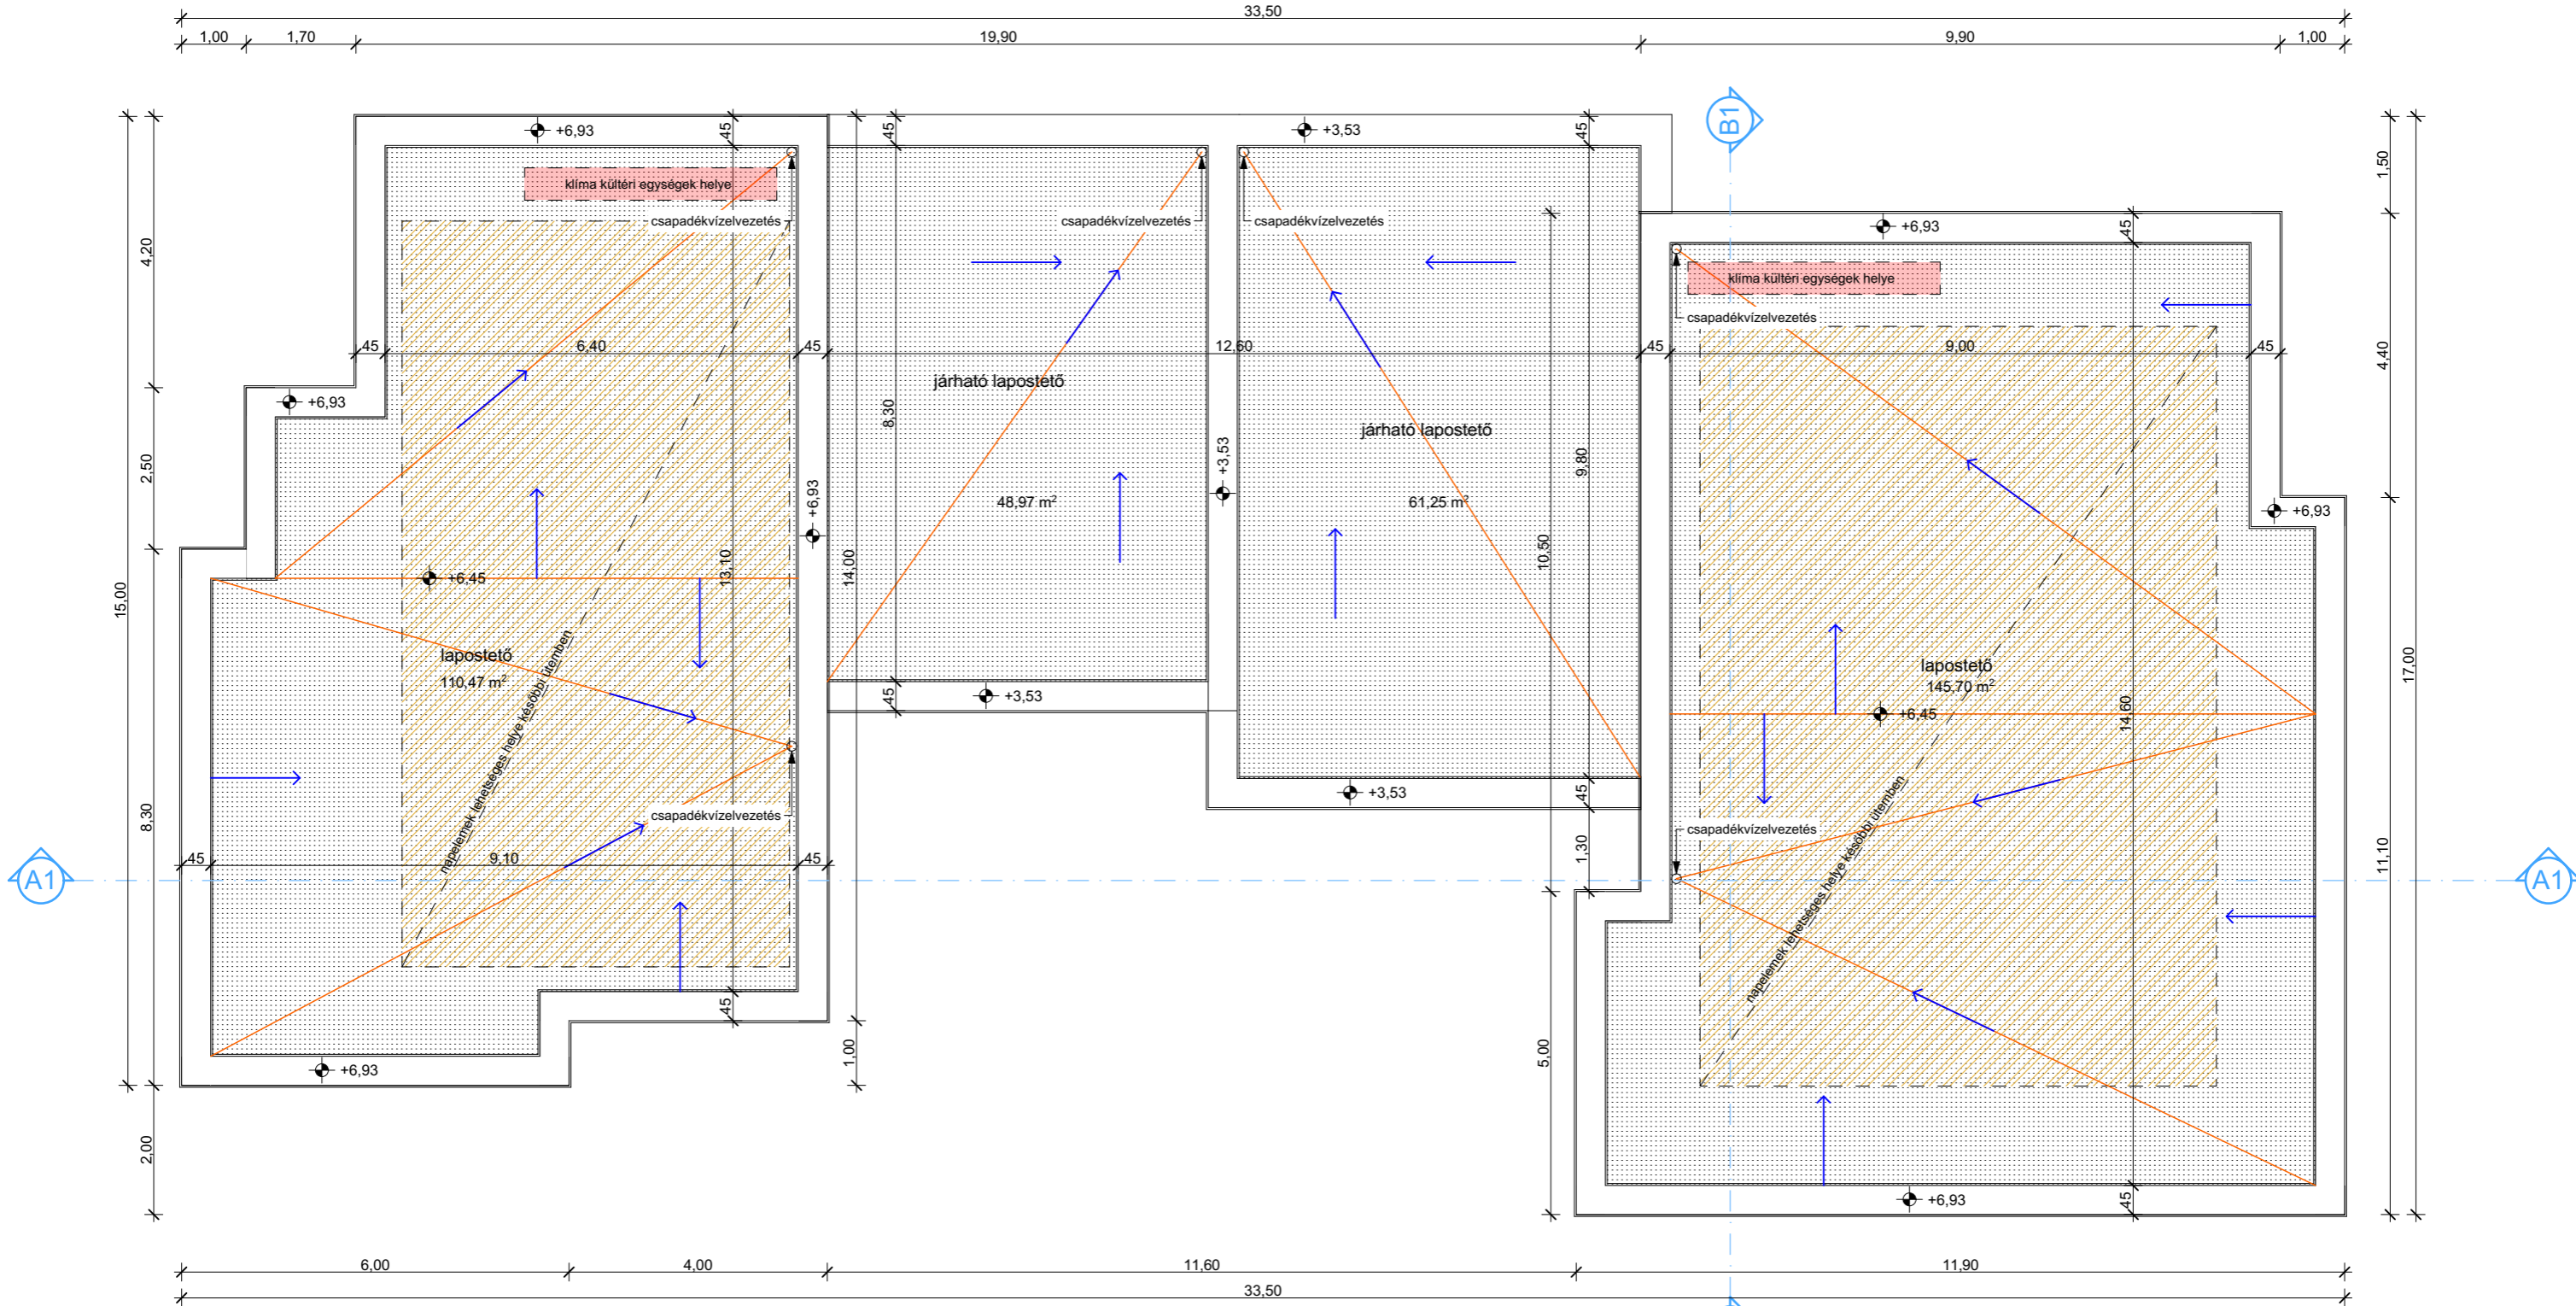 33,50
1,00
1,70
19,90
9,90
1,00
B1
+6,93
45
45
+3,53
45
1,50
klíma kültéri egységek helye
csapadékvízelvezetés
csapadékvízelvezetés
csapadékvízelvezetés
+6,93
45
4,20
klíma kültéri egységek helye
csapadékvízelvezetés
45
6,40
45
12,60
45
9,00
45
4,40
járható lapostető
+6,93
8,30
járható lapostető
2,50
+3,53
9,80
48,97 m²
61,25 m²
+6,93
+6,93
15,00
+6,45
13,10
14,00
10,50
lapostető
110,47 m²
napelemek lehetséges helye későbbi ütemben
45
+3,53
lapostető
145,70 m²
+6,45
14,60
17,00
+3,53
45
8,30
csapadékvízelvezetés
csapadékvízelvezetés
napelemek lehetséges helye későbbi ütemben
1,30
11,10
45
9,10
45
A1
A1
45
+6,93
1,00
5,00
2,00
+6,93
45
6,00
4,00
11,60
11,90
33,50